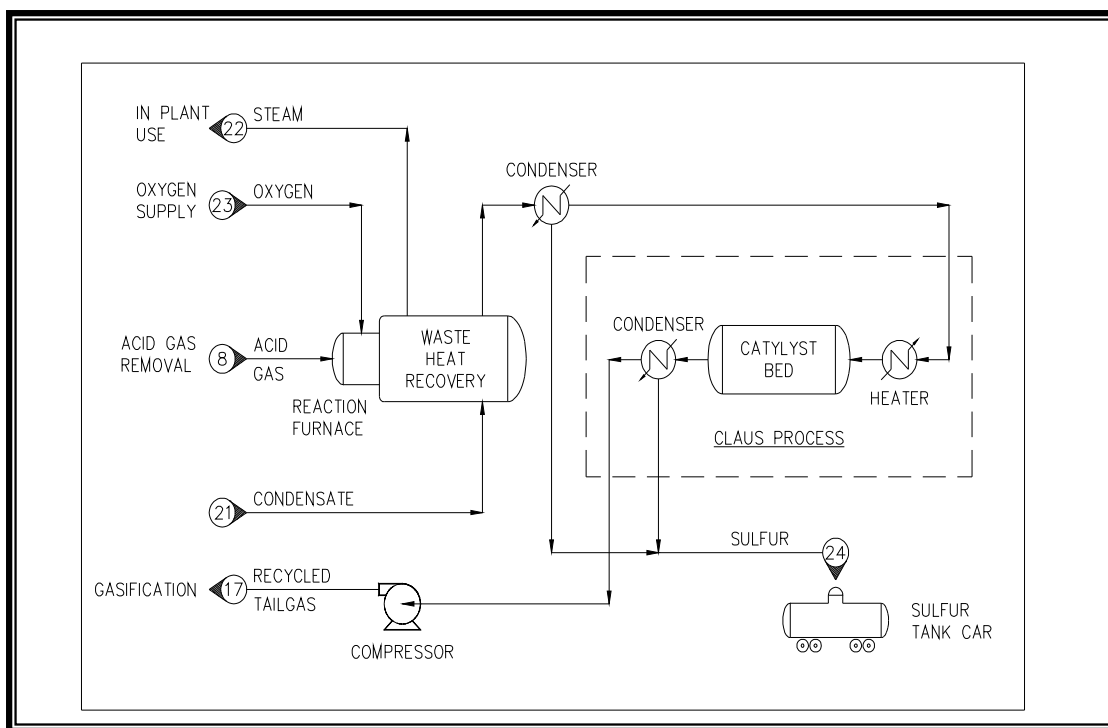 IN PLANT
USE
22
STEAM
OXYGEN
SUPPLY
23
OXYGEN
CONDENSER
ACID GAS
REMOVAL
8
ACID
GAS
REACTION
FURNACE
WASTE
HEAT
RECOVERY
CONDENSER
CATYLYST
BED
HEATER
CLAUS PROCESS
21
CONDENSATE
SULFUR
24
GASIFICATION
17
RECYCLED
TAILGAS
COMPRESSOR
SULFUR
TANK CAR